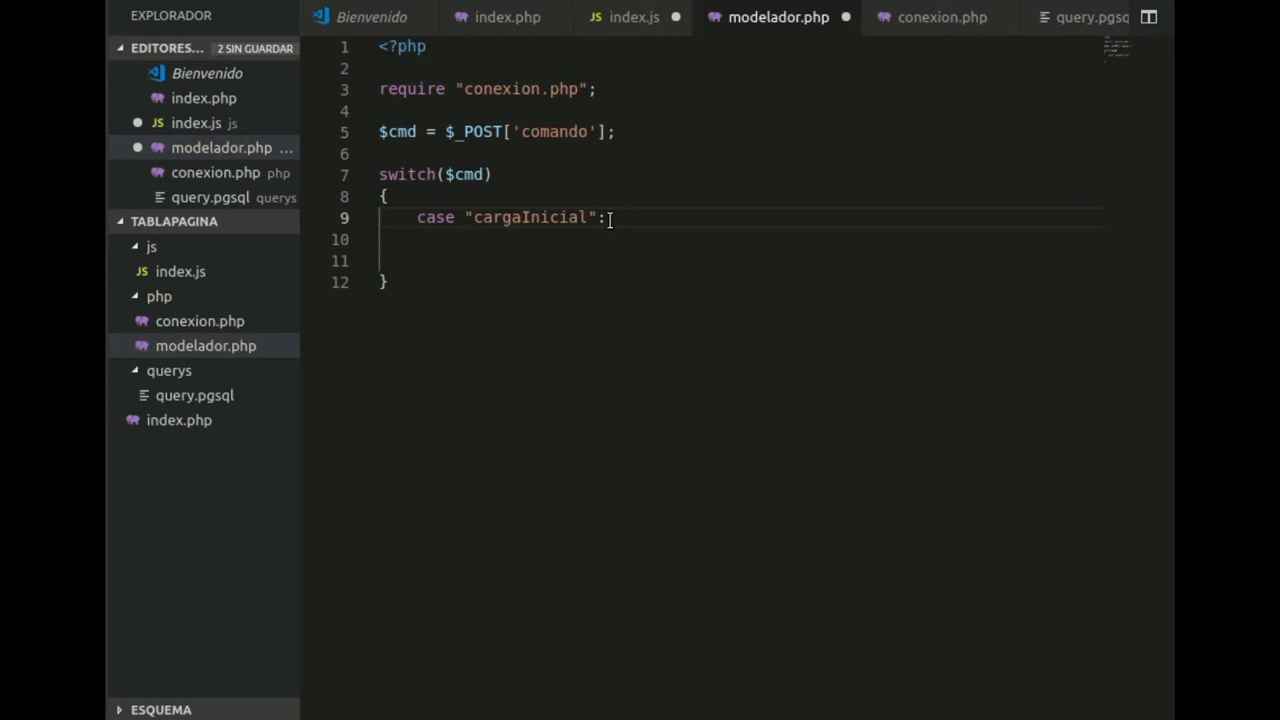 EXPLORADOR
Bienvenido
index.php
JS index.js
modelador.php
conexion.php
query.pgsq
EDITORES... 2 SIN GUARDAR
Bienvenido
index.php
JS index.js js
modelador.php ...
conexion.php php
query.pgsql querys
TABLAPAGINA
js
JS index.js
php
conexion.php
modelador.php
querys
query.pgsql
index.php
ESQUEMA
1 <?php
2
3 require "conexion.php";
4
5 $cmd = $_POST['comando'];
6
7 switch($cmd)
8 {
9 case "cargaInicial":
10
11
12 }